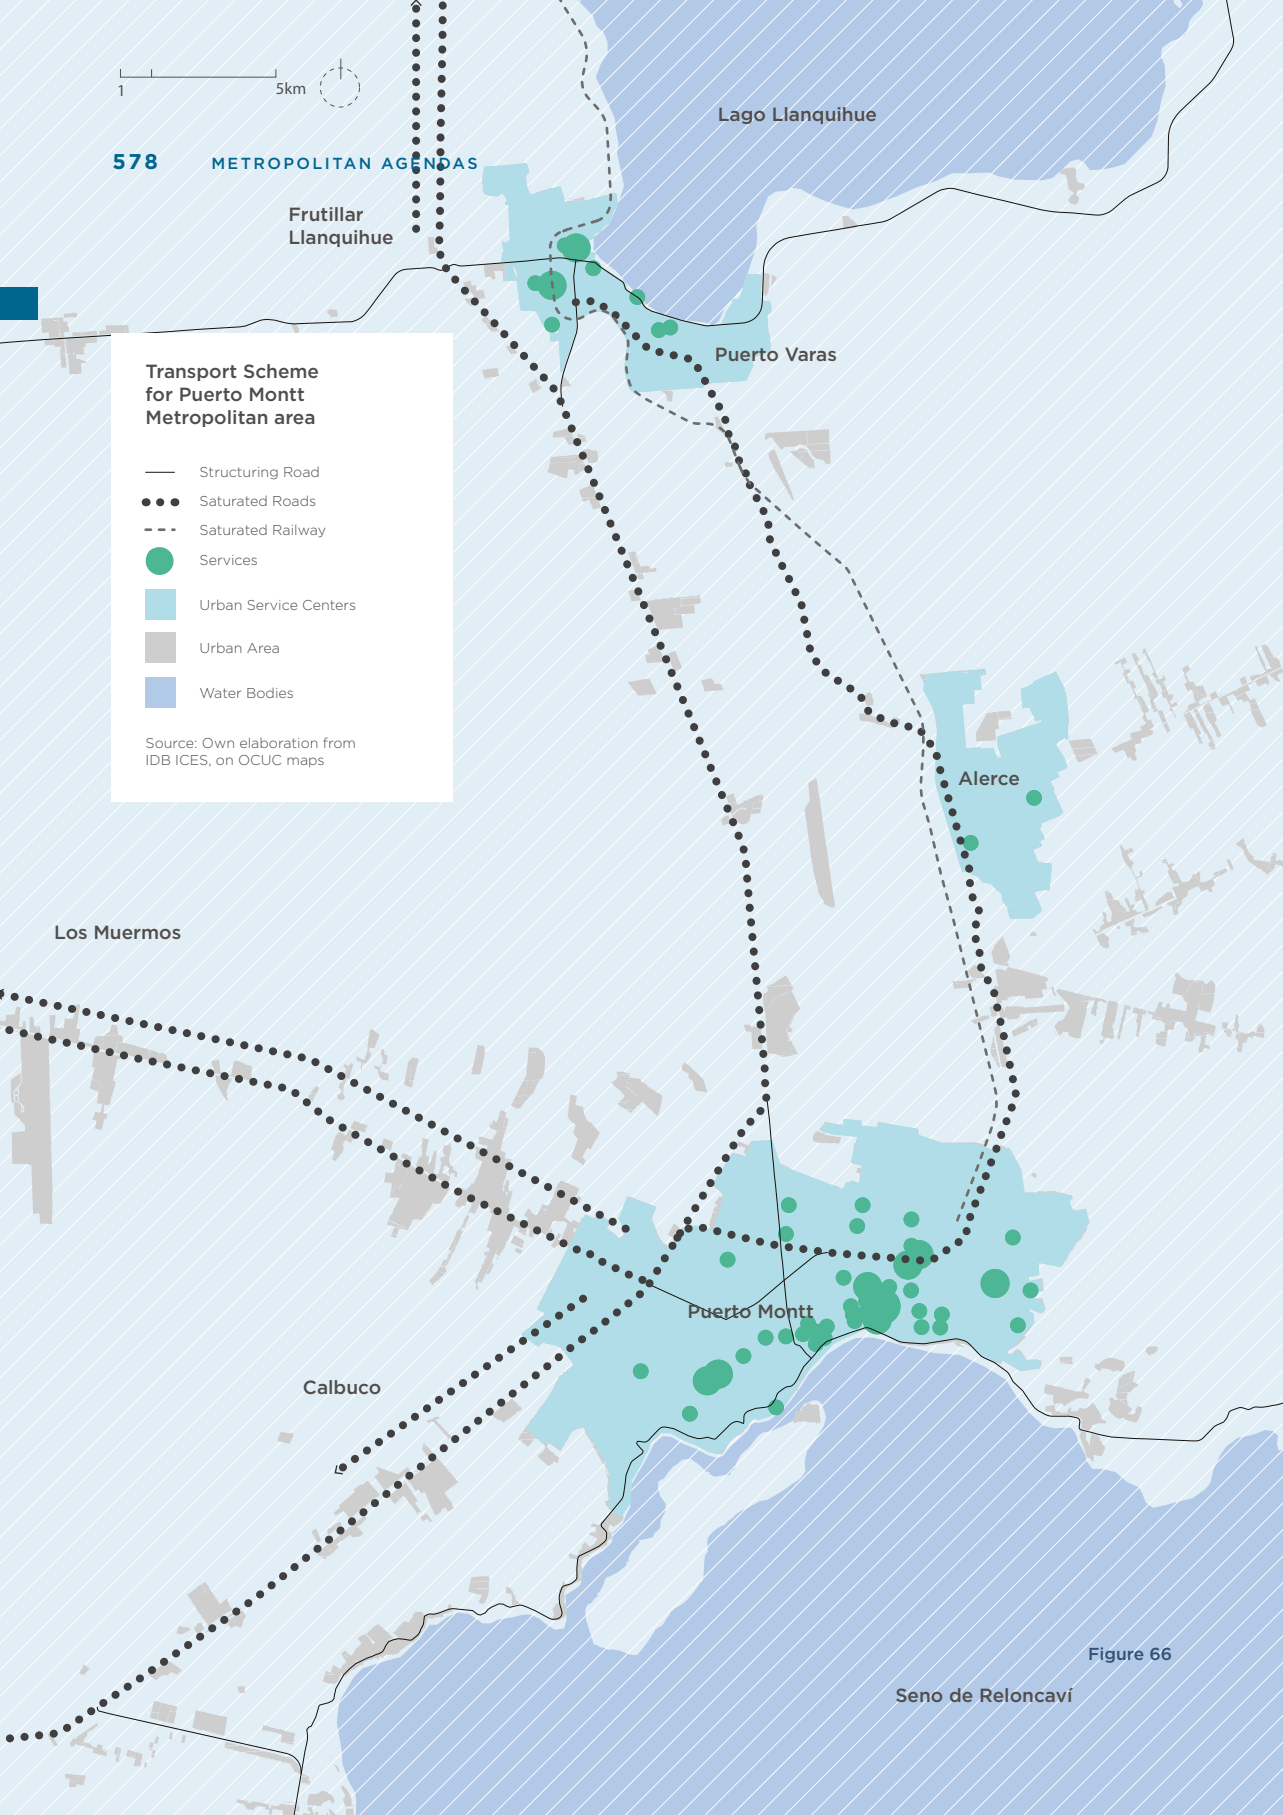 1
5km
Lago Llanquihue
578 METROPOLITAN AGENDAS
Frutillar
Llanquihue
Puerto Varas
Transport Scheme
for Puerto Montt
Metropolitan area
Structuring Road
Saturated Roads
Saturated Railway
Services
Urban Service Centers
Urban Area
Water Bodies
Source: Own elaboration from
IDB ICES, on OCUC maps
Alerce
Los Muermos
Puerto Montt
Calbuco
Figure 66
Seno de Reloncaví